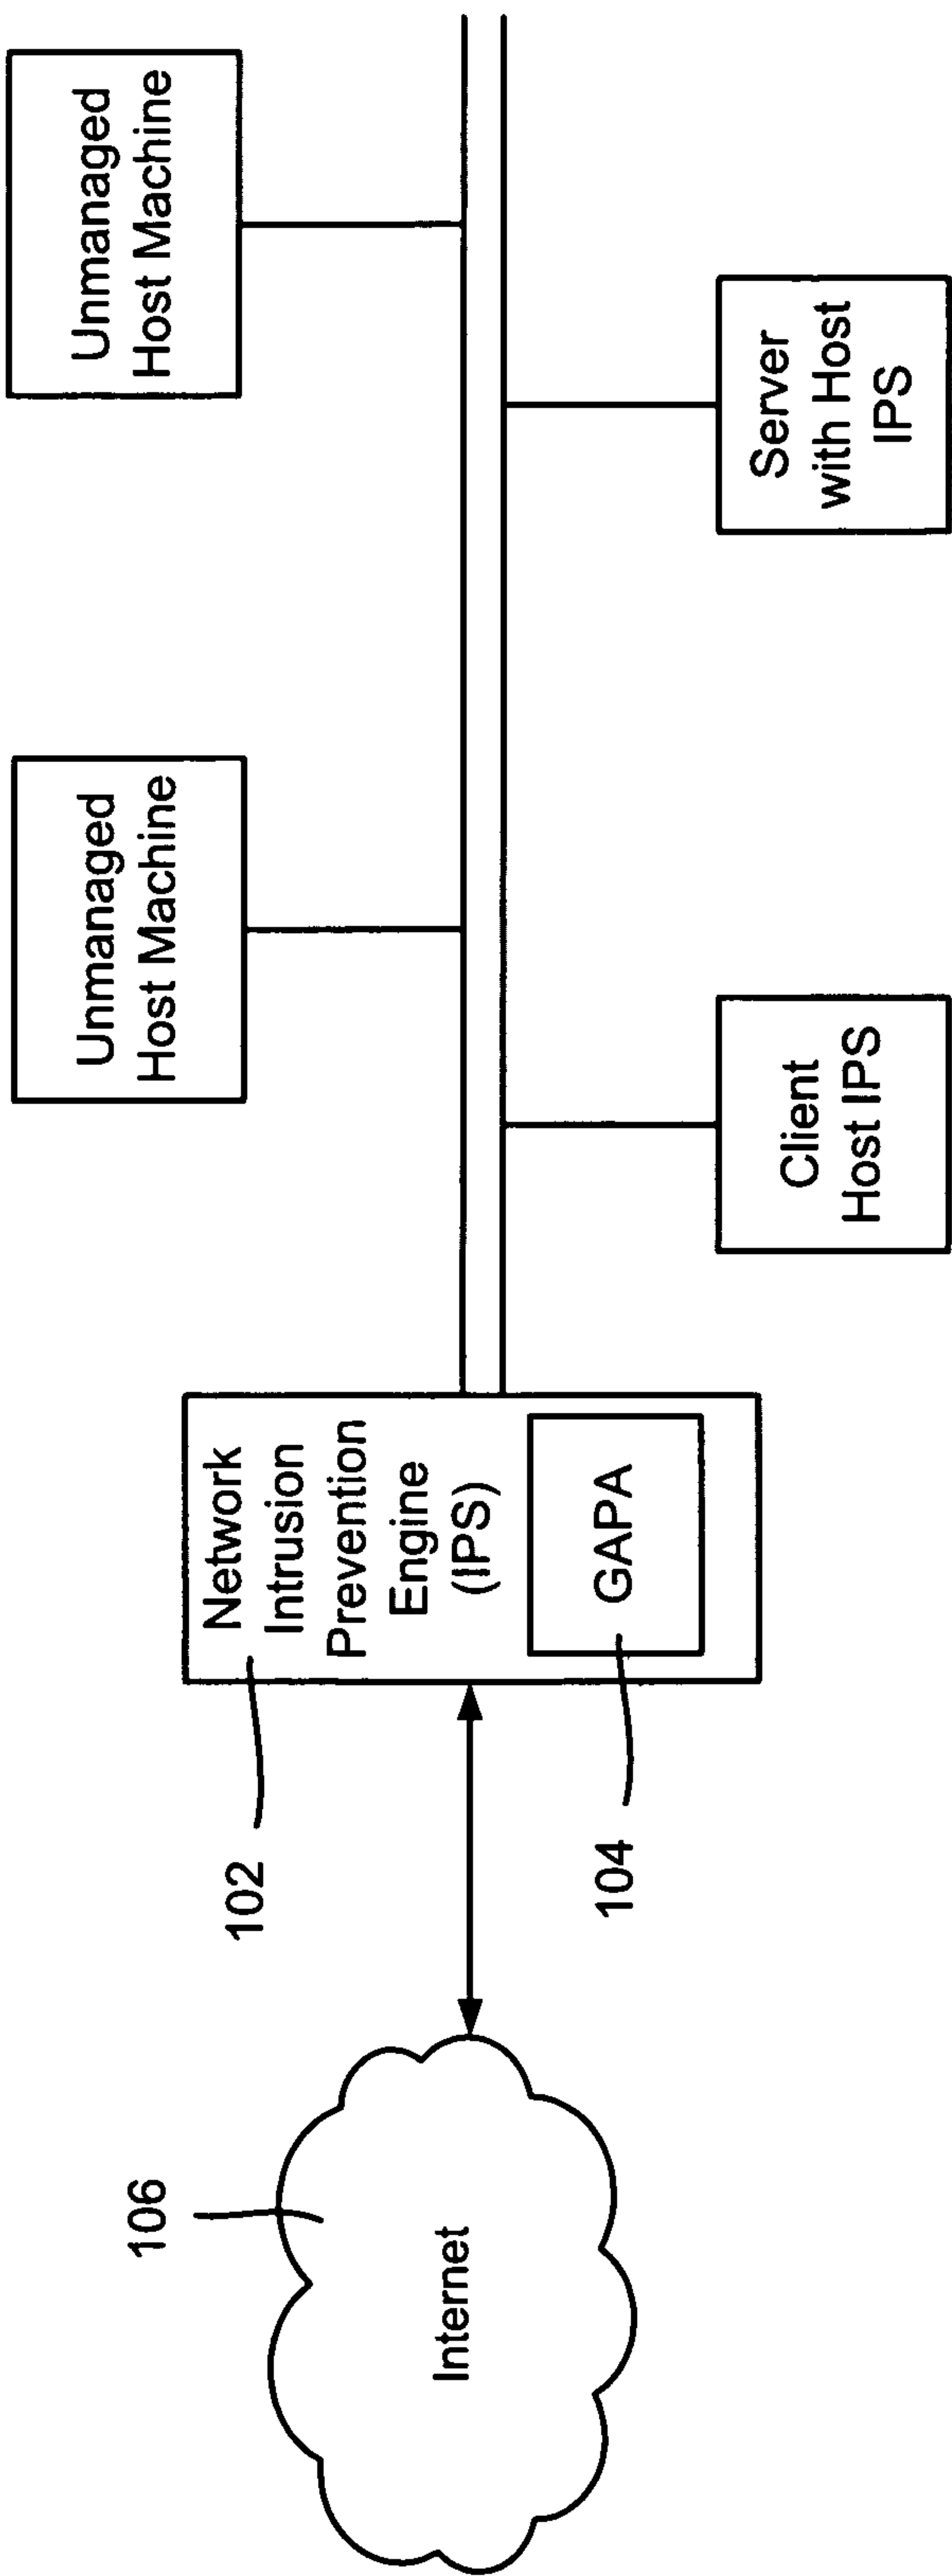 106
Internet
102
104
Network
Intrusion
Prevention
Engine
(IPS)
GAPA
Unmanaged
Host Machine
Unmanaged
Host Machine
Client
Host IPS
Server
with Host
IPS